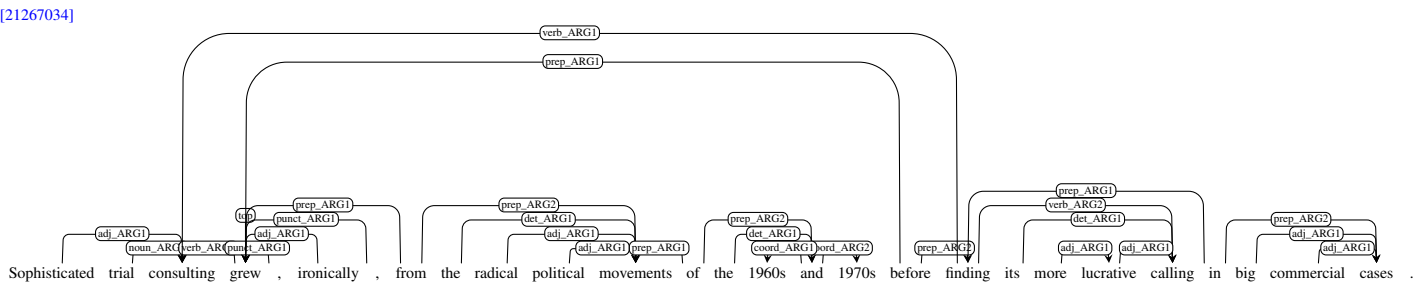 [21267034]
verb_ARG1
prep_ARG1
prep_ARG1
prep_ARG1 prep_ARG2 verb_ARG2
top punct_ARG1 det_ARG1 prep_ARG2 det_ARG1 prep_ARG2
adj_ARG1 adj_ARG1 adj_ARG1 det_ARG1 adj_ARG1
punct_ARG1 adj_ARG1 prep_ARG1 coord_ARG1 prep_ARG2 adj_ARG1 adj_ARG1 adj_ARG1
Sophisticated trial consulting grew , ironically , from the radical political movements of the 1960s and 1970s before finding its more lucrative calling in big commercial cases .